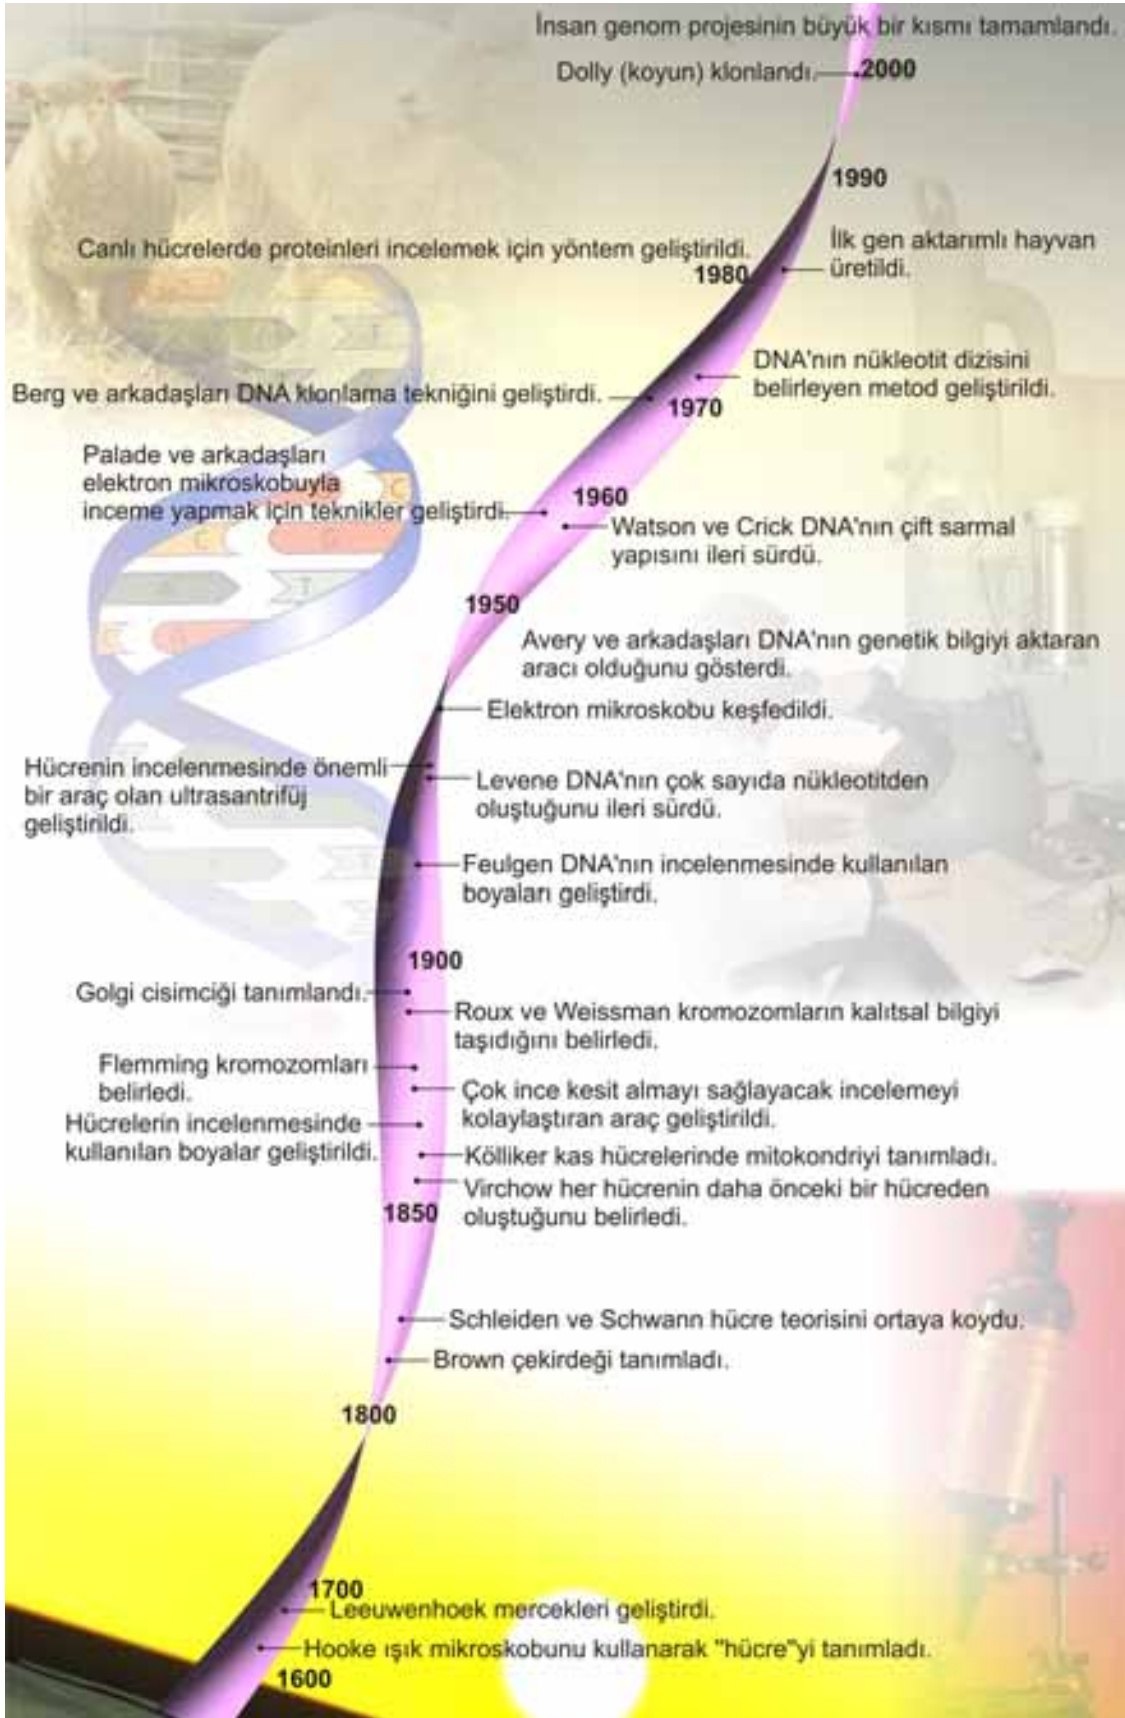 İnsan genom projesinin büyük bir kısmı tamamlandı.
Dolly (koyun) klonlandı.
2000
1990
Canlı hücrelerde proteinleri incelemek için yöntem geliştirildi.
İlk gen aktarımlı hayvan
üretildi.
1980
DNA'nın nükleotit dizisini
belirleyen metod geliştirildi.
Berg ve arkadaşları DNA klonlama tekniğini geliştirdi.
1970
Palade ve arkadaşları
elektron mikroskobuyla
inceme yapmak için teknikler geliştirdi.
1960
Watson ve Crick DNA'nın çift sarmal
yapısını ileri sürdü.
1950
Avery ve arkadaşları DNA'nın genetik bilgiyi aktaran
aracı olduğunu gösterdi.
Elektron mikroskobu keşfedildi.
Hücrenin incelenmesinde önemli
bir araç olan ultrasantrifüj
geliştirildi.
Levene DNA'nın çok sayıda nükleotitden
oluştuğunu ileri sürdü.
Feulgen DNA'nın incelenmesinde kullanılan
boyaları geliştirdi.
1900
Golgi cisimciği tanımlandı.
Roux ve Weissman kromozomların kalıtsal bilgiyi
taşıdığını belirledi.
Flemming kromozomları
belirledi.
Çok ince kesit almayı sağlayacak incelemeyi
kolaylaştıran araç geliştirildi.
Hücrelerin incelenmesinde
kullanılan boyalar geliştirildi.
Kölliker kas hücrelerinde mitokondriyi tanımladı.
Virchow her hücrenin daha önceki bir hücreden
oluştuğunu belirledi.
1850
Schleiden ve Schwann hücre teorisini ortaya koydu.
Brown çekirdeği tanımladı.
1800
1700
Leeuwenhoek mercekleri geliştirdi.
Hooke ışık mikroskobunu kullanarak "hücre"yi tanımladı.
1600